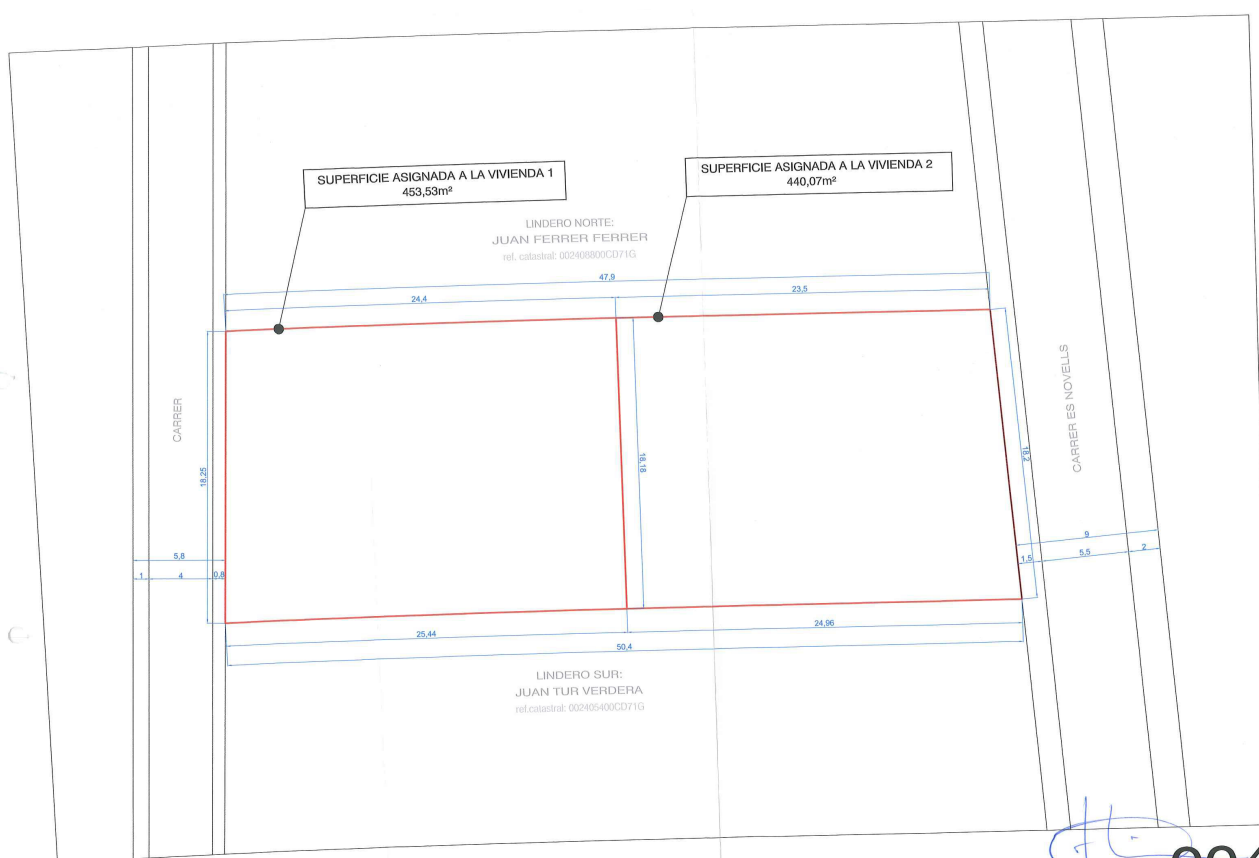 SUPERFICIE ASIGNADA A LA VIVIENDA 1
453,53m²
SUPERFICIE ASIGNADA A LA VIVIENDA 2
440,07m²
LINDERO NORTE:
JUAN FERRER FERRER
ref. catastral: 002408800CD71G
47,9
24,4
23,5
CARRER
18,25
18,18
18,2
CARRER ES NOVELLS
5,8
1
4
0,8
9
1,5
5,5
2
25,44
24,96
50,4
LINDERO SUR:
JUAN TUR VERDERA
ref.catastral: 002405400CD71G